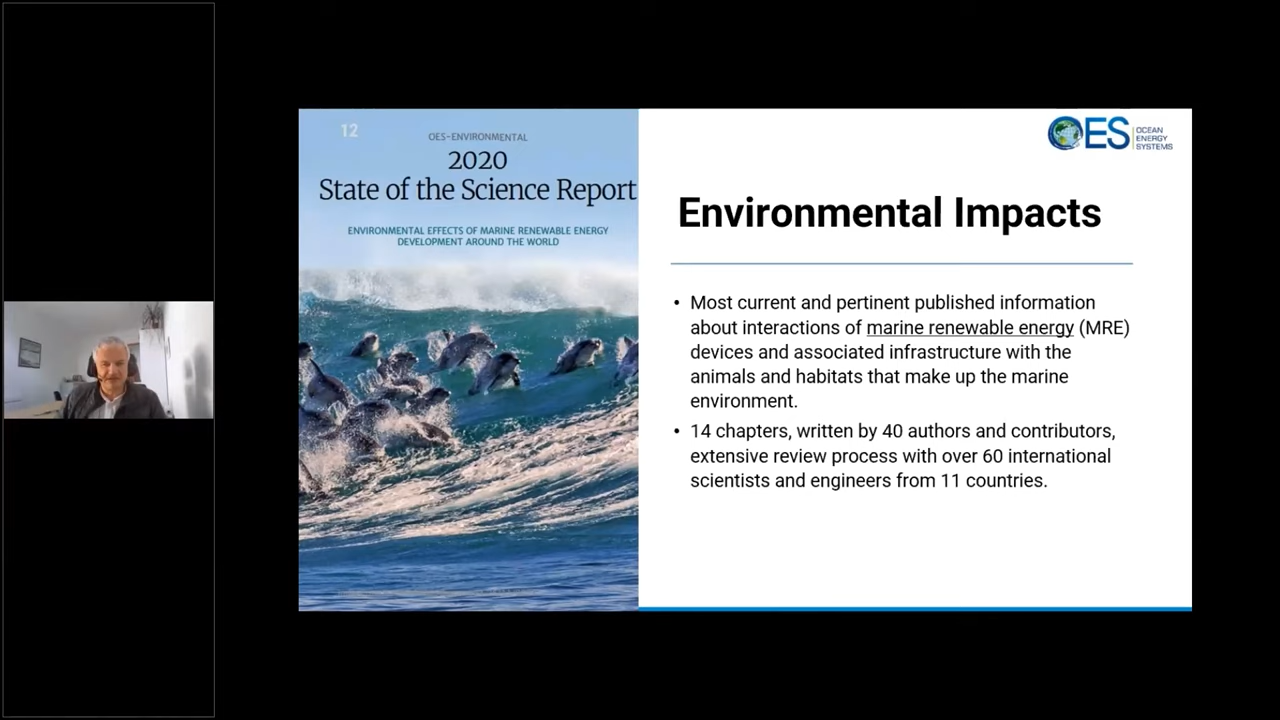 12
OES-ENVIRONMENTAL
2020
State of the Science Report
ENVIRONMENTAL EFFECTS OF MARINE RENEWABLE ENERGY
DEVELOPMENT AROUND THE WORLD
OES
OCEAN
ENERGY
SYSTEMS
Environmental Impacts
• Most current and pertinent published information
about interactions of marine renewable energy (MRE)
devices and associated infrastructure with the
animals and habitats that make up the marine
environment.
• 14 chapters, written by 40 authors and contributors,
extensive review process with over 60 international
scientists and engineers from 11 countries.